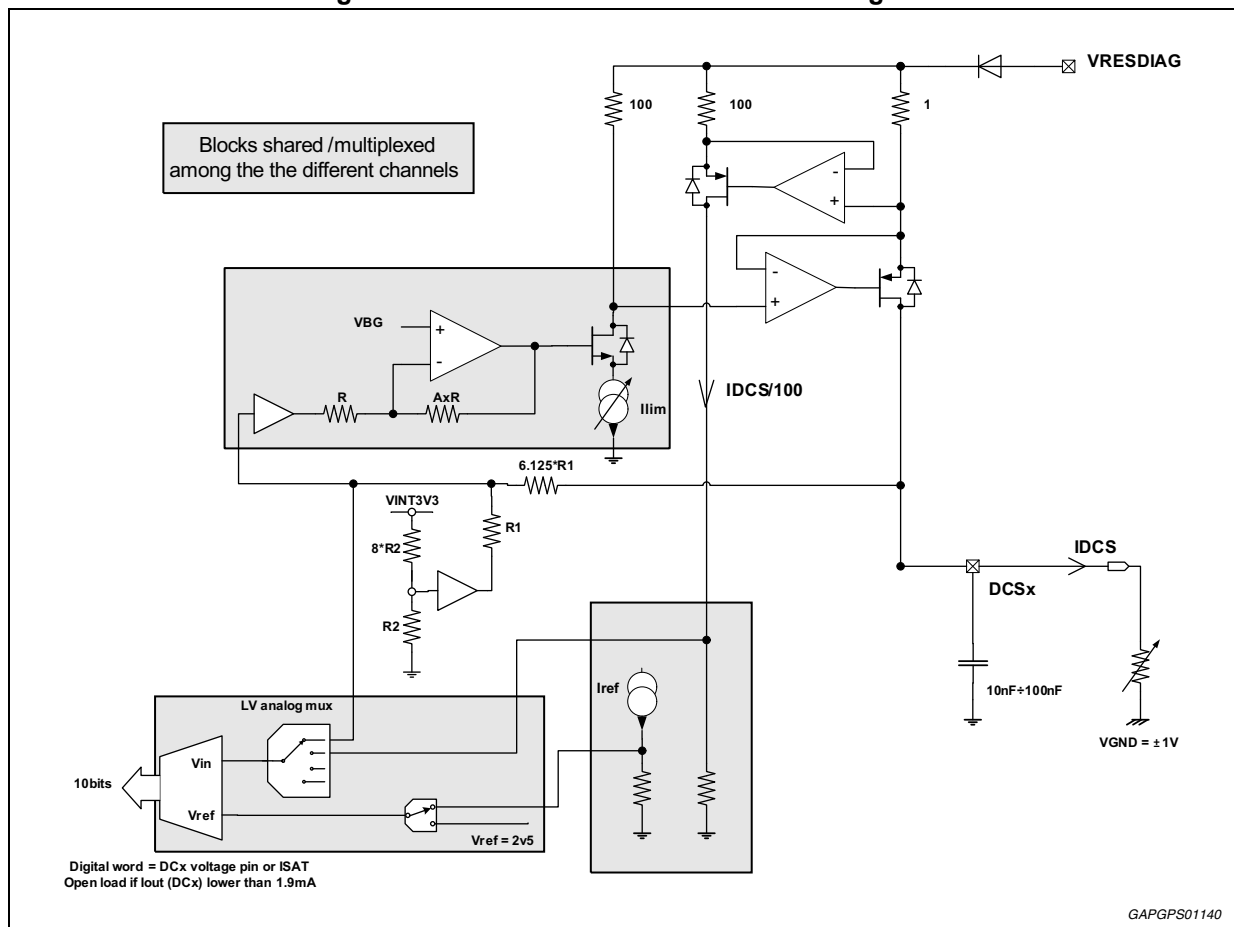 VRESDIAG
100
100
1
Blocks shared /multiplexed
among the the different channels
-
+
-
+
VBG
+
-
R
AxR
Ilim
IDCS/100
6.125*R1
VINT3V3
R1
8*R2
R2
IDCS
DCSx
10nF÷100nF
VGND = ± 1V
Iref
LV analog mux
Vin
10bits
Vref
Vref = 2v5
Digital word = DCx voltage pin or ISAT
Open load if Iout (DCx) lower than 1.9mA
GAPGPS01140